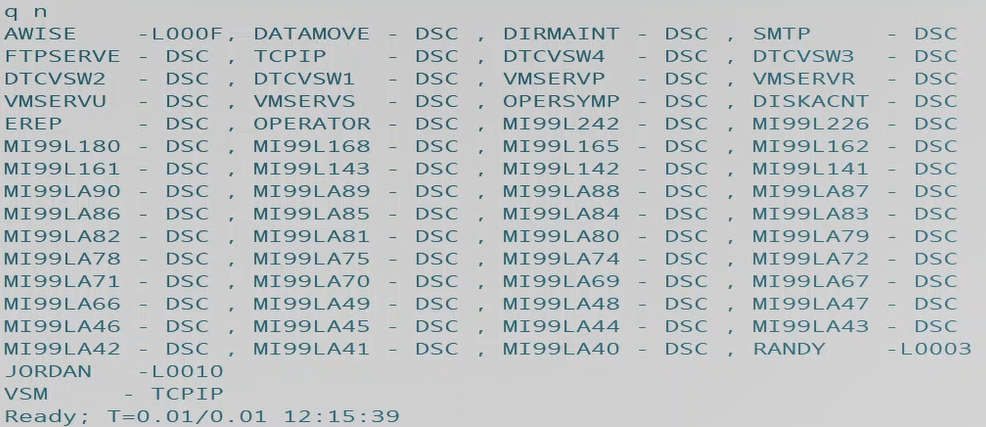 q n
AWISE    -L000F, DATAMOVE - DSC , DIRMAINT - DSC , SMTP     - DSC
FTPSERVE - DSC , TCPIP    - DSC , DTCVSW4  - DSC , DTCVSW3  - DSC
DTCVSW2  - DSC , DTCVSW1  - DSC , VMSERVP  - DSC , VMSERVR  - DSC
VMSERVU  - DSC , VMSERVS  - DSC , OPERSYMP - DSC , DISKACNT - DSC
EREP     - DSC , OPERATOR - DSC , MI99L242 - DSC , MI99L226 - DSC
MI99L180 - DSC , MI99L168 - DSC , MI99L165 - DSC , MI99L162 - DSC
MI99L161 - DSC , MI99L143 - DSC , MI99L142 - DSC , MI99L141 - DSC
MI99LA90 - DSC , MI99LA89 - DSC , MI99LA88 - DSC , MI99LA87 - DSC
MI99LA86 - DSC , MI99LA85 - DSC , MI99LA84 - DSC , MI99LA83 - DSC
MI99LA82 - DSC , MI99LA81 - DSC , MI99LA80 - DSC , MI99LA79 - DSC
MI99LA78 - DSC , MI99LA75 - DSC , MI99LA74 - DSC , MI99LA72 - DSC
MI99LA71 - DSC , MI99LA70 - DSC , MI99LA69 - DSC , MI99LA67 - DSC
MI99LA66 - DSC , MI99LA49 - DSC , MI99LA48 - DSC , MI99LA47 - DSC
MI99LA46 - DSC , MI99LA45 - DSC , MI99LA44 - DSC , MI99LA43 - DSC
MI99LA42 - DSC , MI99LA41 - DSC , MI99LA40 - DSC , RANDY    -L0003
JORDAN   -L0010
VSM     - TCPIP
Ready; T=0.01/0.01 12:15:39